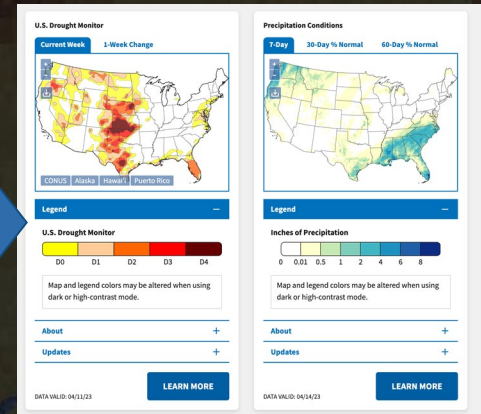 U.S. Drought Monitor
Current Week 1-Week Change
CONUS Alaska Hawai'i Puerto Rico
Legend
U.S. Drought Monitor
D0 D1 D2 D3 D4
Map and legend colors may be altered when using
dark or high-contrast mode.
About
Updates
LEARN MORE
DATA VALID: 04/11/23
Precipitation Conditions
7-Day 30-Day % Normal 60-Day % Normal
Legend
Inches of Precipitation
0 0.01 0.5 1 2 4 6 8
Map and legend colors may be altered when using
dark or high-contrast mode.
About
Updates
LEARN MORE
DATA VALID: 04/14/23